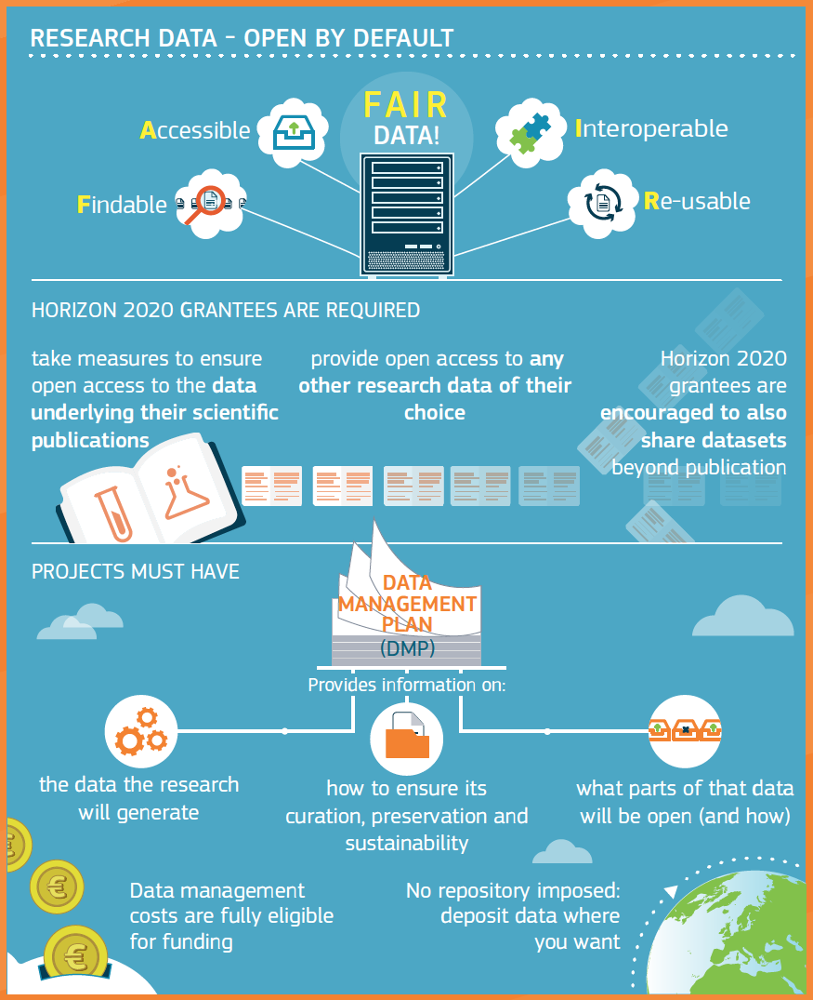 RESEARCH DATA - OPEN BY DEFAULT
FAIR
DATA!
Accessible
Interoperable
Findable
Re-usable
HORIZON 2020 GRANTEES ARE REQUIRED
take measures to ensure
open access to the data
underlying their scientific
publications
provide open access to any
other research data of their
choice
Horizon 2020
grantees are
encouraged to also
share datasets
beyond publication
PROJECTS MUST HAVE
DATA
MANAGEMENT
PLAN
(DMP)
Provides information on:
the data the research
will generate
how to ensure its
curation, preservation and
sustainability
what parts of that data
will be open (and how)
Data management
costs are fully eligible
for funding
No repository imposed:
deposit data where
you want
€
€
€